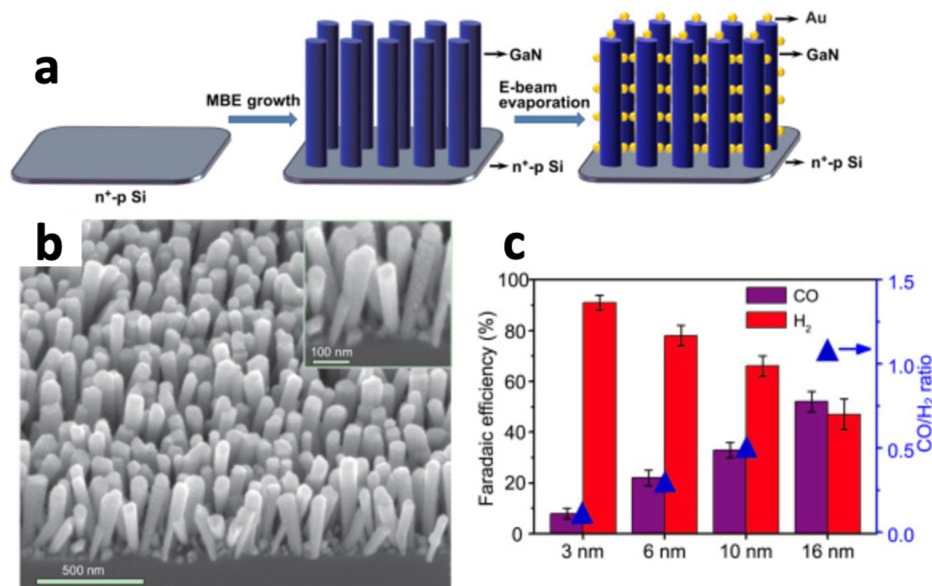 a
MBE growth
E-beam
evaporation
GaN
Au
GaN
n⁺-p Si
n⁺-p Si
n⁺-p Si
b
100 nm
500 nm
c
Faradaic efficiency (%)
100
80
60
40
20
0
CO
H₂
1.5
1.0
0.5
0.0
CO/H₂ ratio
3 nm
6 nm
10 nm
16 nm